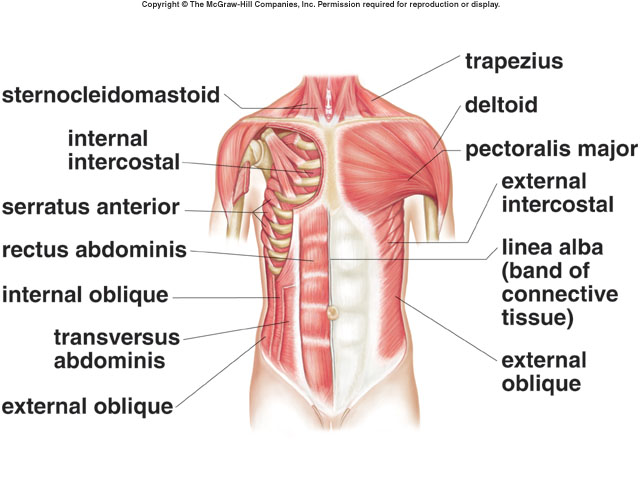 Copyright © The McGraw-Hill Companies, Inc. Permission required for reproduction or display.
sternocleidomastoid
internal
intercostal
serratus anterior
rectus abdominis
internal oblique
transversus
abdominis
external oblique
trapezius
deltoid
pectoralis major
external
intercostal
linea alba
(band of
connective
tissue)
external
oblique